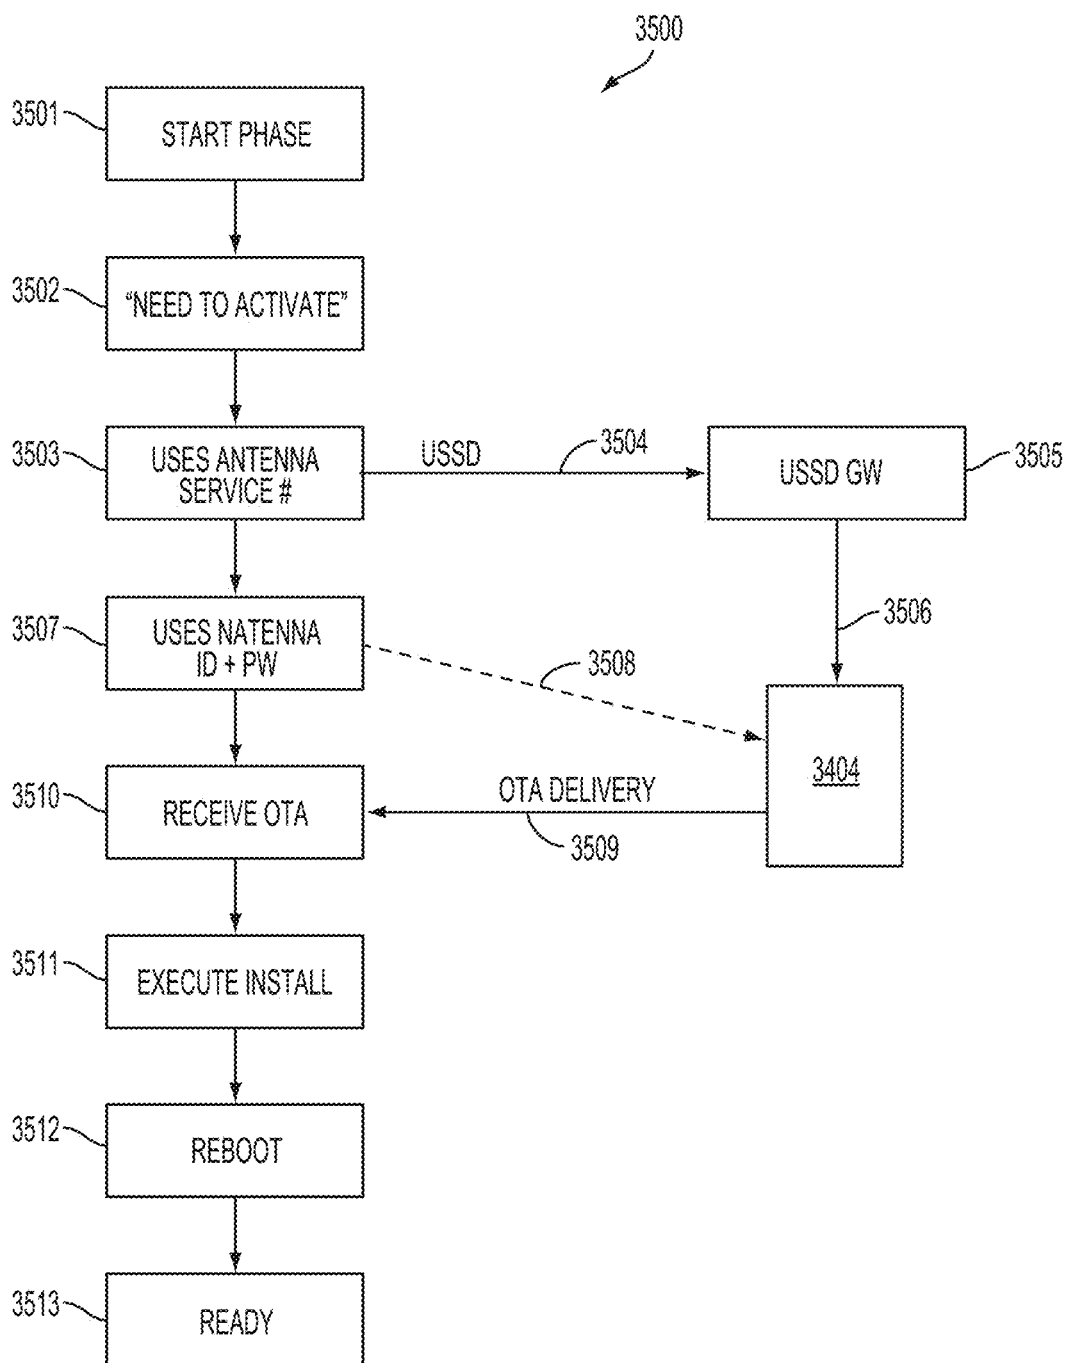 3500
3501
START PHASE
3502
“NEED TO ACTIVATE”
3503
USES ANTENNA
SERVICE #
USSD
3504
USSD GW
3505
3506
3507
USES NATENNA
ID + PW
3508
3404
3510
RECEIVE OTA
OTA DELIVERY
3509
3511
EXECUTE INSTALL
3512
REBOOT
3513
READY